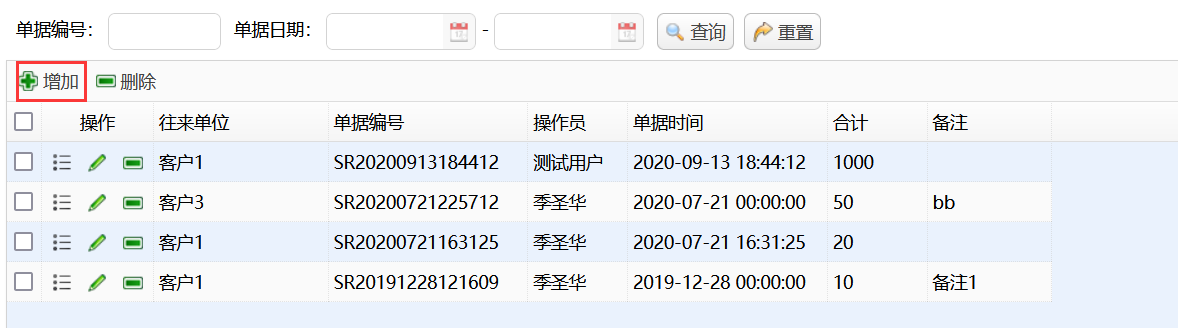 单据编号： 单据日期： - 查询 重置
增加 删除
操作 往来单位 单据编号 操作员 单据时间 合计 备注
客户1 SR20200913184412 测试用户 2020-09-13 18:44:12 1000
客户3 SR20200721225712 季圣华 2020-07-21 00:00:00 50 bb
客户1 SR20200721163125 季圣华 2020-07-21 16:31:25 20
客户1 SR20191228121609 季圣华 2019-12-28 00:00:00 10 备注1